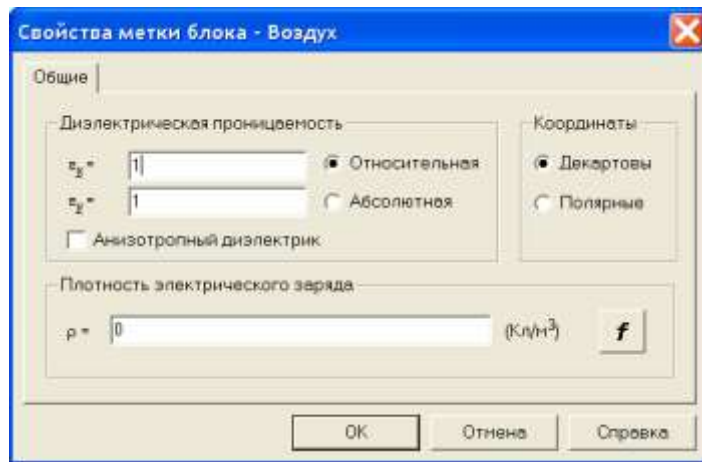 Свойства метки блока - Воздух
Общие
Диэлектрическая проницаемость
Координаты
εx = 1 Относительная
Декартовы
εy = 1 Абсолютная
Полярные
Анизотропный диэлектрик
Плотность электрического заряда
ρ = 0 (Кл/м³) f
OK Отмена Справка